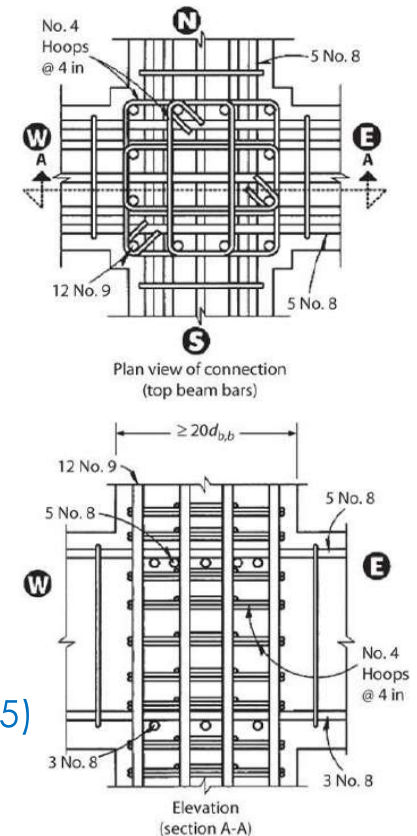 N
No. 4
Hoops
@ 4 in
5 No. 8
W
A
E
A
12 No. 9
5 No. 8
S
Plan view of connection
(top beam bars)
≥ 20d_b,b
12 No. 9
5 No. 8
5 No. 8
W
E
No. 4
Hoops
@ 4 in
5)
3 No. 8
3 No. 8
Elevation
(section A-A)